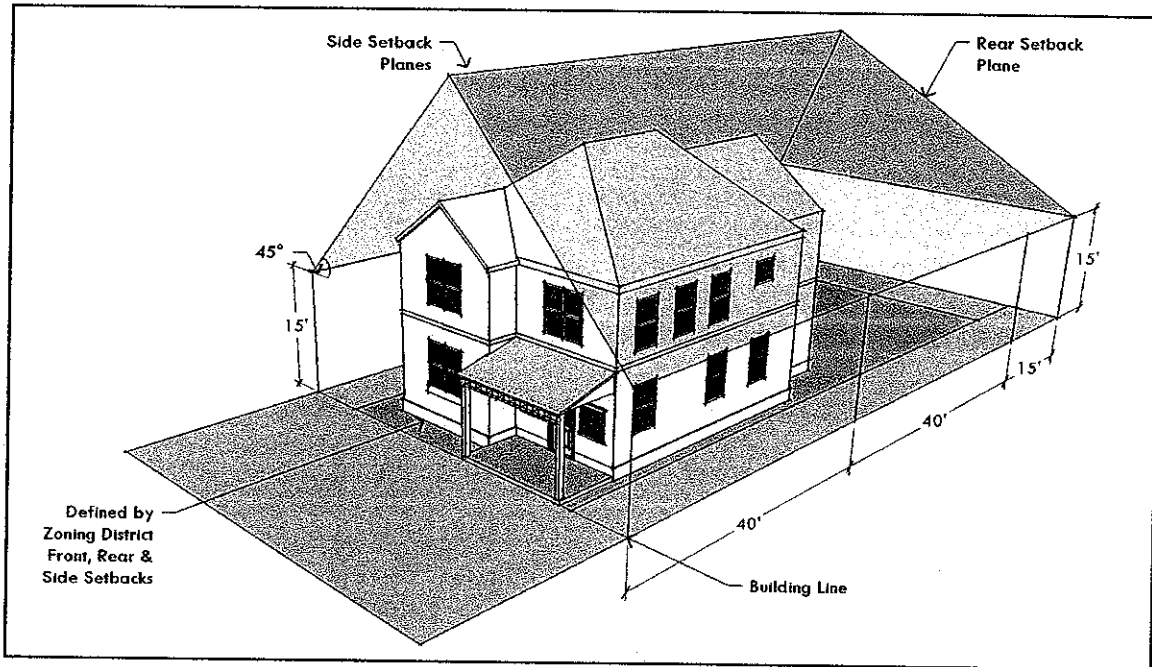 Side Setback
Planes
Rear Setback
Plane
45°
15'
15'
15'
40'
40'
Defined by
Zoning District
Front, Rear &
Side Setbacks
Building Line